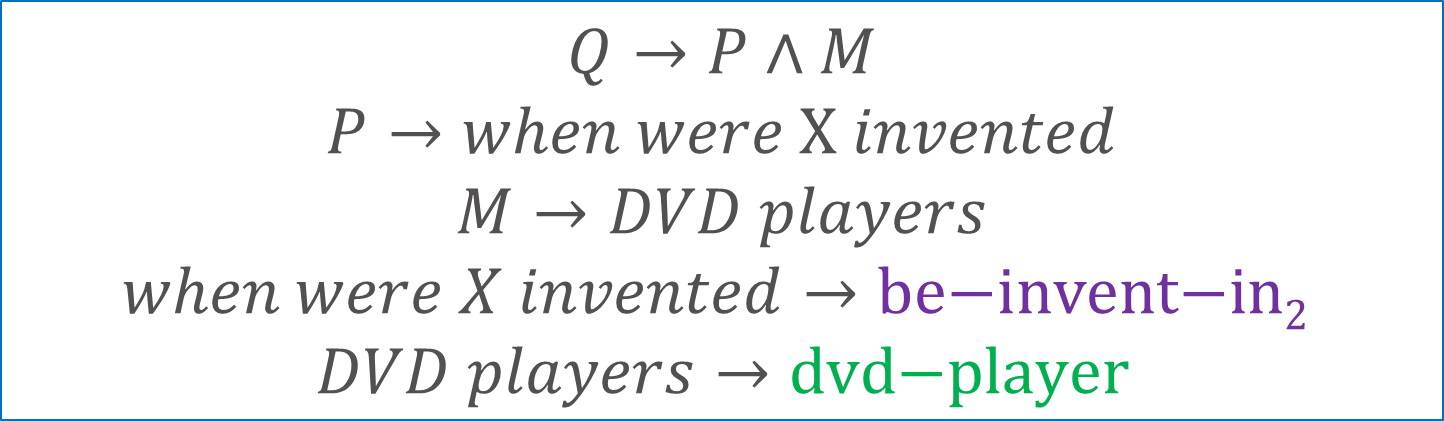 Q → P ∧ M
P → when were X invented
M → DVD players
when were X invented → be−invent−in₂
DVD players → dvd−player